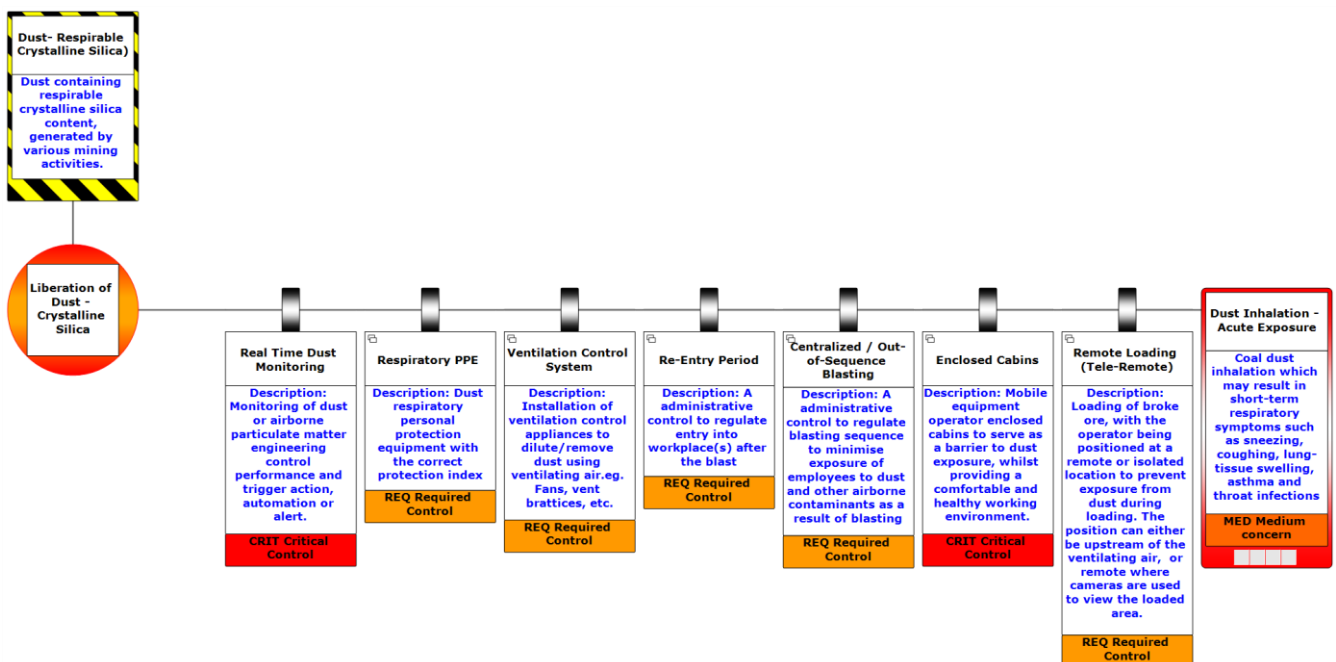 Dust- Respirable
Crystalline Silica)
Dust containing
respirable
crystalline silica
content,
generated by
various mining
activities.
Liberation of
Dust -
Crystalline
Silica
Real Time Dust
Monitoring
Description:
Monitoring of dust
or airborne
particulate matter
engineering
control
performance and
trigger action,
automation or
alert.
CRIT Critical
Control
Respiratory PPE
Description: Dust
respiratory
personal
protection
equipment with
the correct
protection index
REQ Required
Control
Ventilation Control
System
Description:
Installation of
ventilation control
appliances to
dilute/remove
dust using
ventilating air.eg.
Fans, vent
brattices, etc.
REQ Required
Control
Re-Entry Period
Description: A
administrative
control to regulate
entry into
workplace(s) after
the blast
REQ Required
Control
Centralized / Out-
of-Sequence
Blasting
Description: A
administrative
control to regulate
blasting sequence
to minimise
exposure of
employees to dust
and other airborne
contaminants as a
result of blasting
REQ Required
Control
Enclosed Cabins
Description: Mobile
equipment
operator enclosed
cabins to serve as
a barrier to dust
exposure, whilst
providing a
comfortable and
healthy working
environment.
CRIT Critical
Control
Remote Loading
(Tele-Remote)
Description:
Loading of broke
ore, with the
operator being
positioned at a
remote or isolated
location to prevent
exposure from
dust during
loading. The
position can either
be upstream of the
ventilating air, or
remote where
cameras are used
to view the loaded
area.
REQ Required
Control
Dust Inhalation -
Acute Exposure
Coal dust
inhalation which
may result in
short-term
respiratory
symptoms such
as sneezing,
coughing, lung-
tissue swelling,
asthma and
throat infections
MED Medium
concern